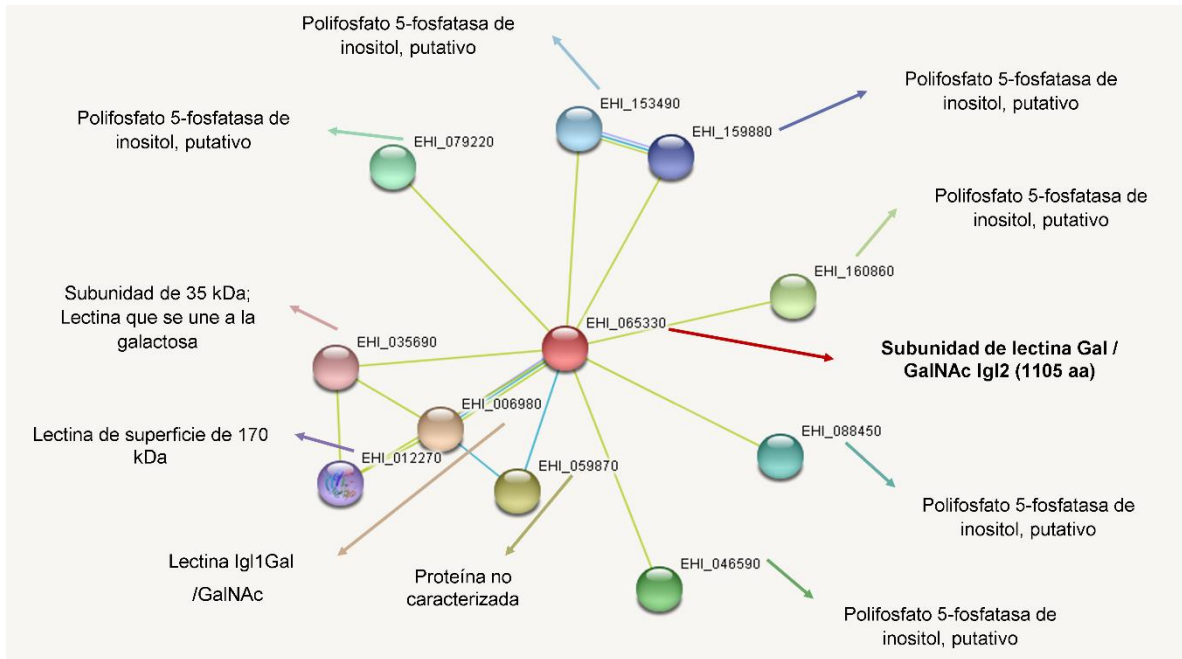 Polifosfato 5-fosfatasa de
inositol, putativo
EHI_153490
Polifosfato 5-fosfatasa de
inositol, putativo
EHI_159880
Polifosfato 5-fosfatasa de
inositol, putativo
EHI_079220
Polifosfato 5-fosfatasa de
inositol, putativo
EHI_160860
Subunidad de 35 kDa;
Lectina que se une a la
galactosa
EHI_035690
EHI_065330
Subunidad de lectina Gal /
GalNAc Igl2 (1105 aa)
EHI_006980
Lectina de superficie de 170
kDa
EHI_012270
EHI_059870
EHI_088450
Polifosfato 5-fosfatasa de
inositol, putativo
Lectina Igl1Gal
/GalNAc
Proteína no
caracterizada
EHI_046590
Polifosfato 5-fosfatasa de
inositol, putativo